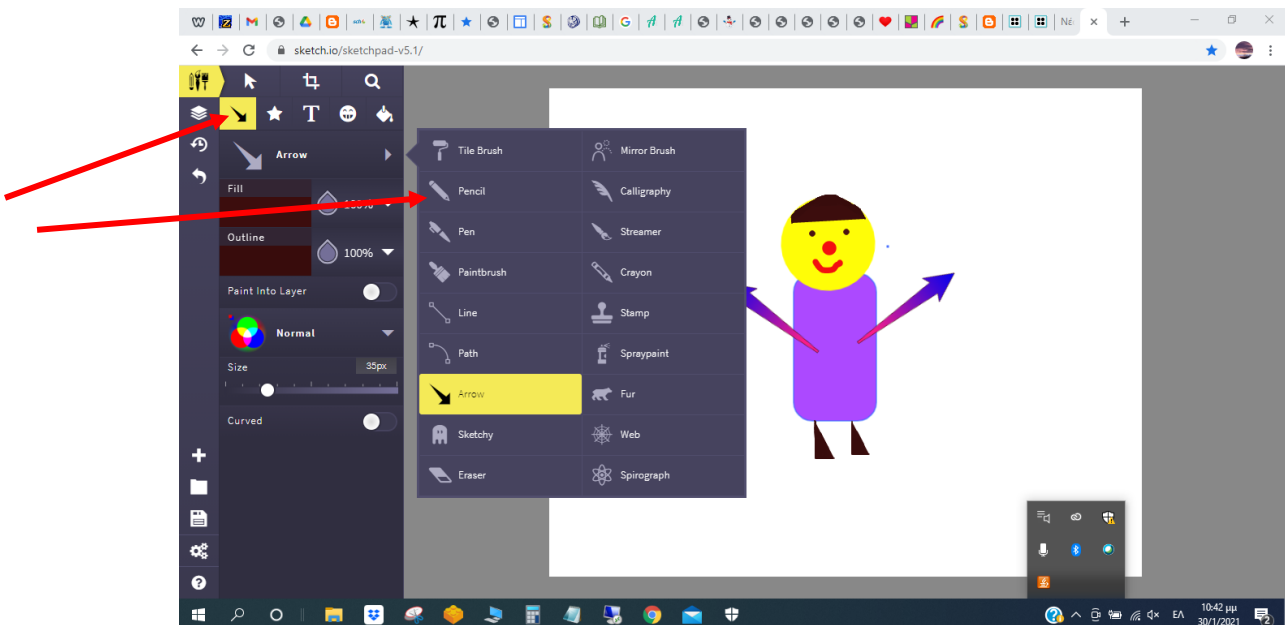 Né
sketch.io/sketchpad-v5.1/
T
Arrow
Fill
100%
Outline
100%
Paint Into Layer
Normal
Size 35px
Curved
Tile Brush Mirror Brush
Pencil Calligraphy
Pen Streamer
Paintbrush Crayon
Line Stamp
Path Spraypaint
Arrow Fur
Sketchy Web
Eraser Spirograph
ΕΛ
10:42 μμ
30/1/2021